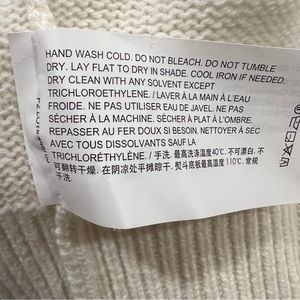 HAND WASH COLD. DO NOT BLEACH. DO NOT TUMBLE
DRY. LAY FLAT TO DRY IN SHADE. COOL IRON IF NEEDED.
DRY CLEAN WITH ANY SOLVENT EXCEPT
TRICHLOROETHYLENE. / LAVER À LA MAIN À L'EAU
FROIDE. NE PAS UTILISER EAU DE JAVEL. NE PAS
SÉCHER À LA MACHINE. SÉCHER À PLAT À L'OMBRE.
REPASSER AU FER DOUX SI BESOIN. NETTOYER À SEC
AVEC TOUS DISSOLVANTS SAUF LA
TRICHLORÉTHYLÈNE. / 手洗, 最高洗涤温度40℃. 不可漂白. 不
可翻转干燥. 在阴凉处平摊晾干. 熨斗底板最高温度 110℃. 常规
干洗.